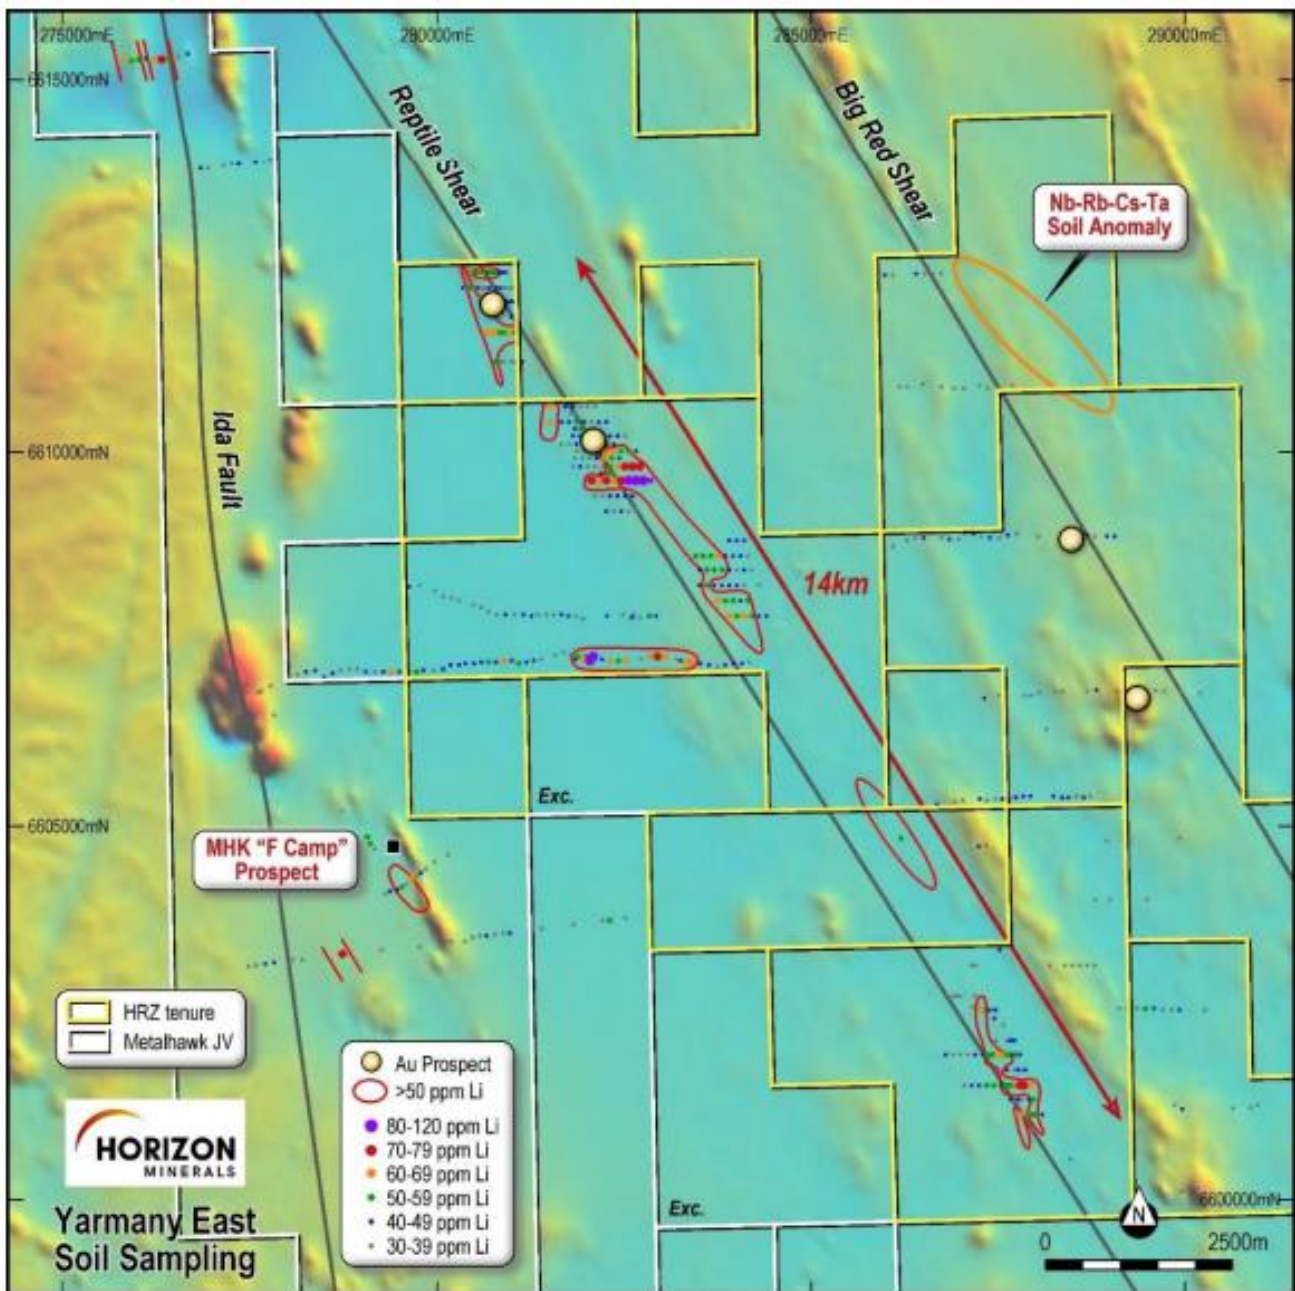 275000mE
280000mE
285000mE
290000mE
6615000mN
Reptile Shear
Big Red Shear
Nb-Rb-Cs-Ta
Soil Anomaly
Ida Fault
6610000mN
14km
Exc.
6605000mN
MHK "F Camp"
Prospect
HRZ tenure
Metalhawk JV
Au Prospect
>50 ppm Li
80-120 ppm Li
70-79 ppm Li
60-69 ppm Li
50-59 ppm Li
40-49 ppm Li
30-39 ppm Li
HORIZON
MINERALS
Yarmany East
Soil Sampling
Exc.
6600000mN
N
0 2500m